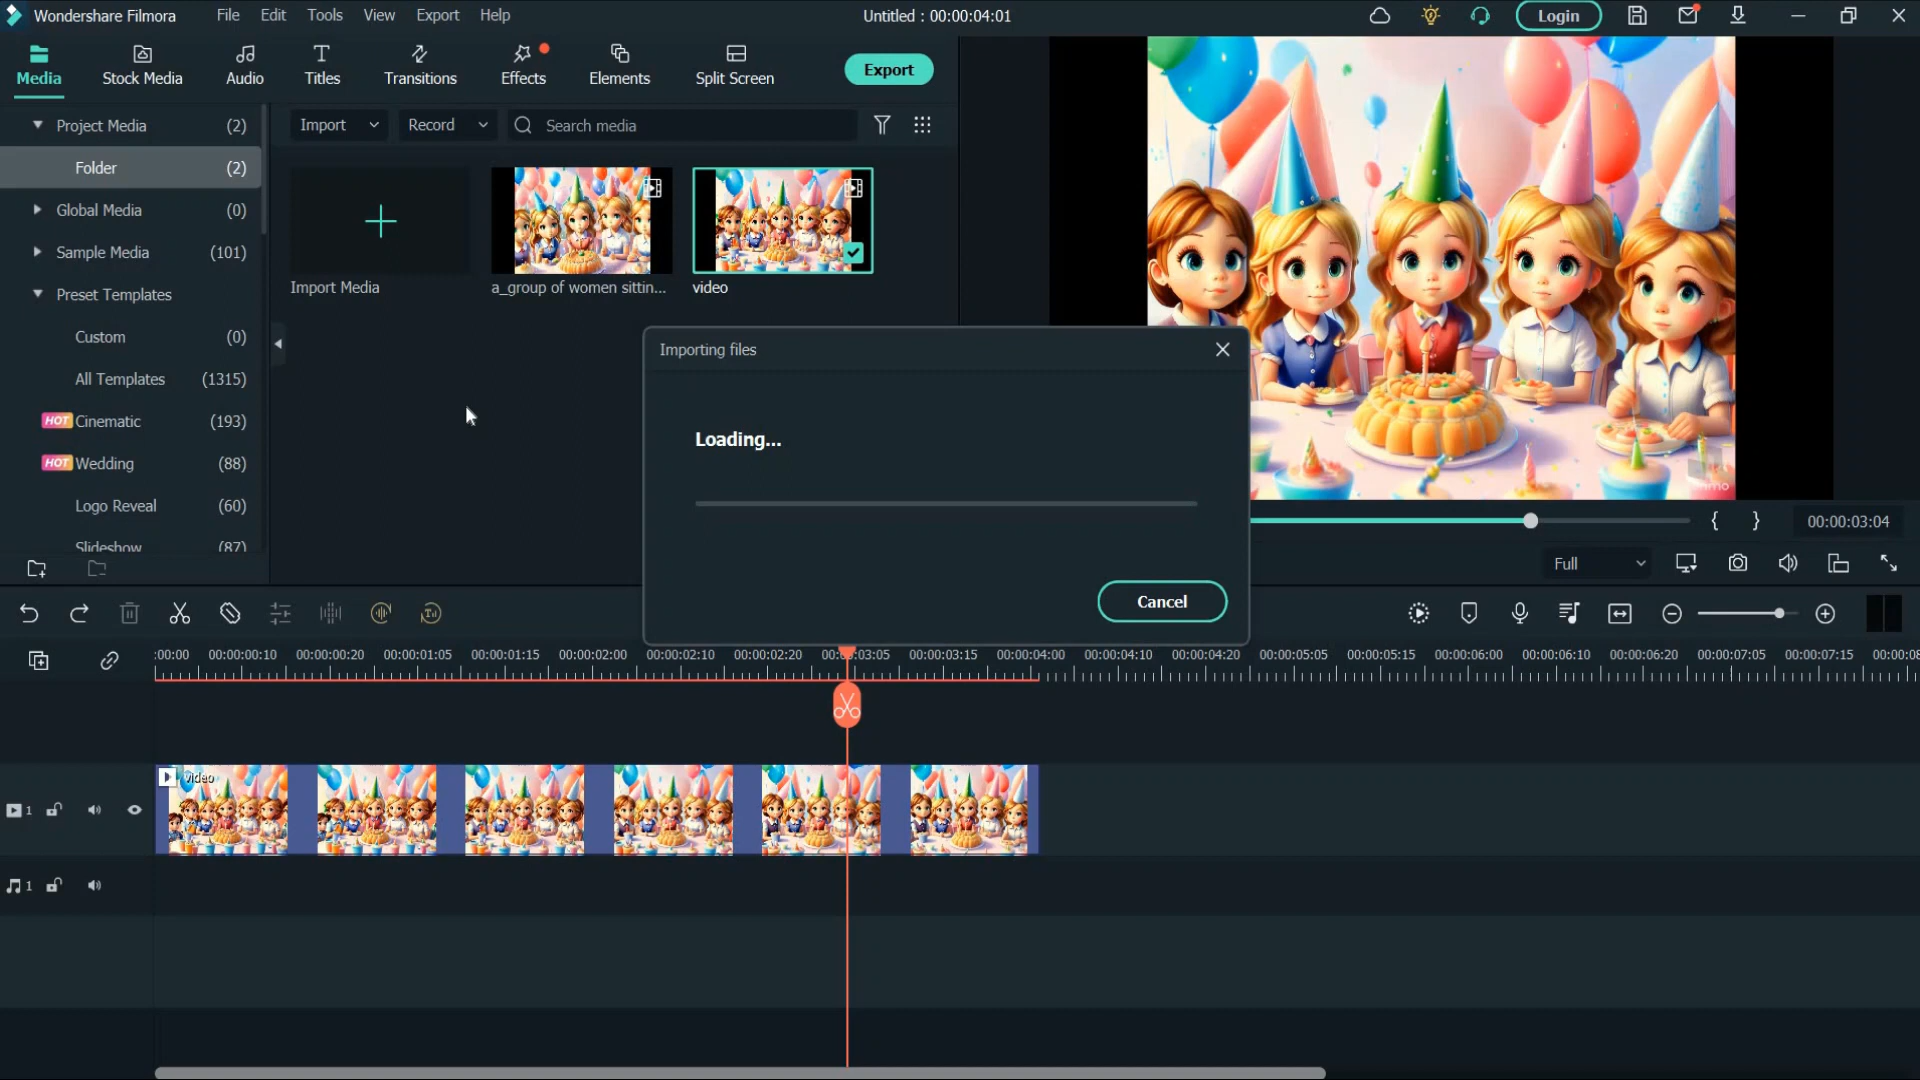 Wondershare Filmora
File Edit Tools View Export Help
Untitled : 00:00:04:01
Login
Media
Stock Media
Audio
Titles
Transitions
Effects
Elements
Split Screen
Export
Project Media (2)
Folder (2)
Global Media (0)
Sample Media (101)
Preset Templates
Custom (0)
All Templates (1315)
HOT Cinematic (193)
HOT Wedding (88)
Logo Reveal (60)
Slideshow (87)
Import
Record
Search media
Import Media
a_group of women sittin...
video
Importing files
Loading...
Cancel
00:00:03:04
Full
:00:00 00:00:00:10 00:00:00:20 00:00:01:05 00:00:01:15 00:00:02:00 00:00:02:10 00:00:02:20 00:00:03:05 00:00:03:15 00:00:04:00 00:00:04:10 00:00:04:20 00:00:05:05 00:00:05:15 00:00:06:00 00:00:06:10 00:00:06:20 00:00:07:05 00:00:07:15 00:00:08
video
1
1